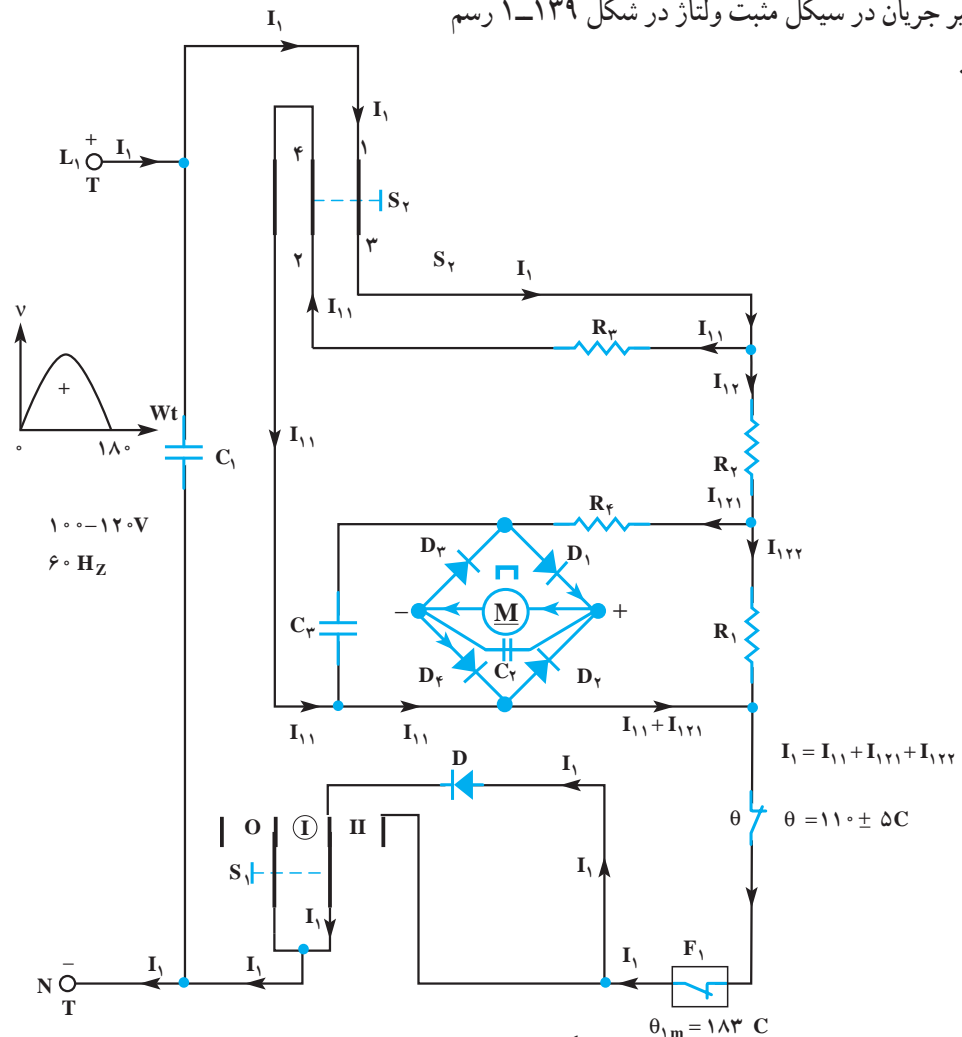 بر جریان در سیکل مثبت ولتاژ در شکل ۱۳۹–۱ رسم
.
I۱
I۱
L۱ + I۱
T
۴ ۱
S۲
۲ ۳
S۲ I۱
I۱۱ R۳ I۱۱
I۱۲
ν
+
Wt
۰ ۱۸۰
C۱
I۱۱
R۲
۱۰۰–۱۲۰V
۶۰ HZ
R۴ I۱۲۱
I۱۲۲
D۳ D۱
C۳ – M + R۱
C۲
D۴ D۲
I۱۱ I۱۱ I۱۱+I۱۲۱
I۱=I۱۱+I۱۲۱+I۱۲۲
D I۱
θ θ =۱۱۰± ۵C
O I II
S۱
I۱ I۱
F۱
N – I۱ I۱ I۱
T
θ۱m = ۱۸۳ C